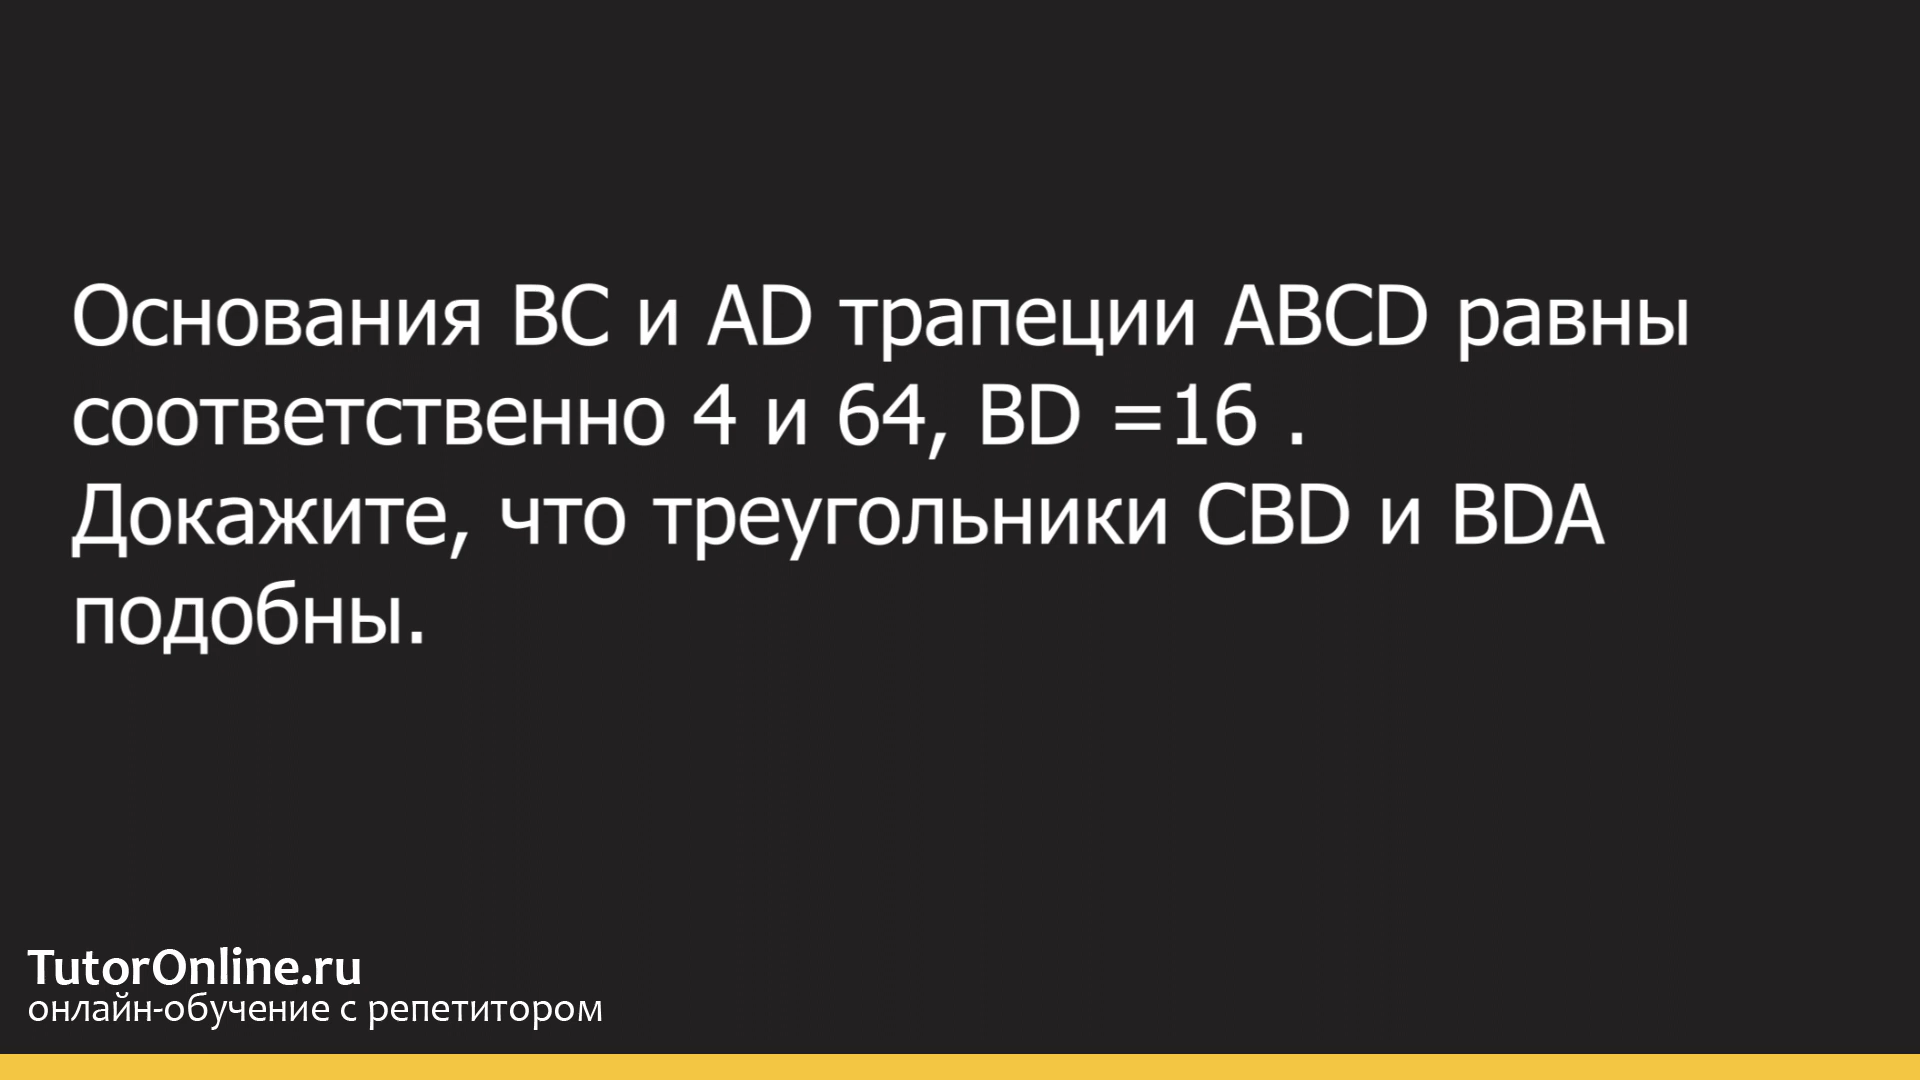 Основания BC и AD трапеции ABCD равны
соответственно 4 и 64, BD =16 .
Докажите, что треугольники CBD и BDA
подобны.
TutorOnline.ru
онлайн-обучение с репетитором